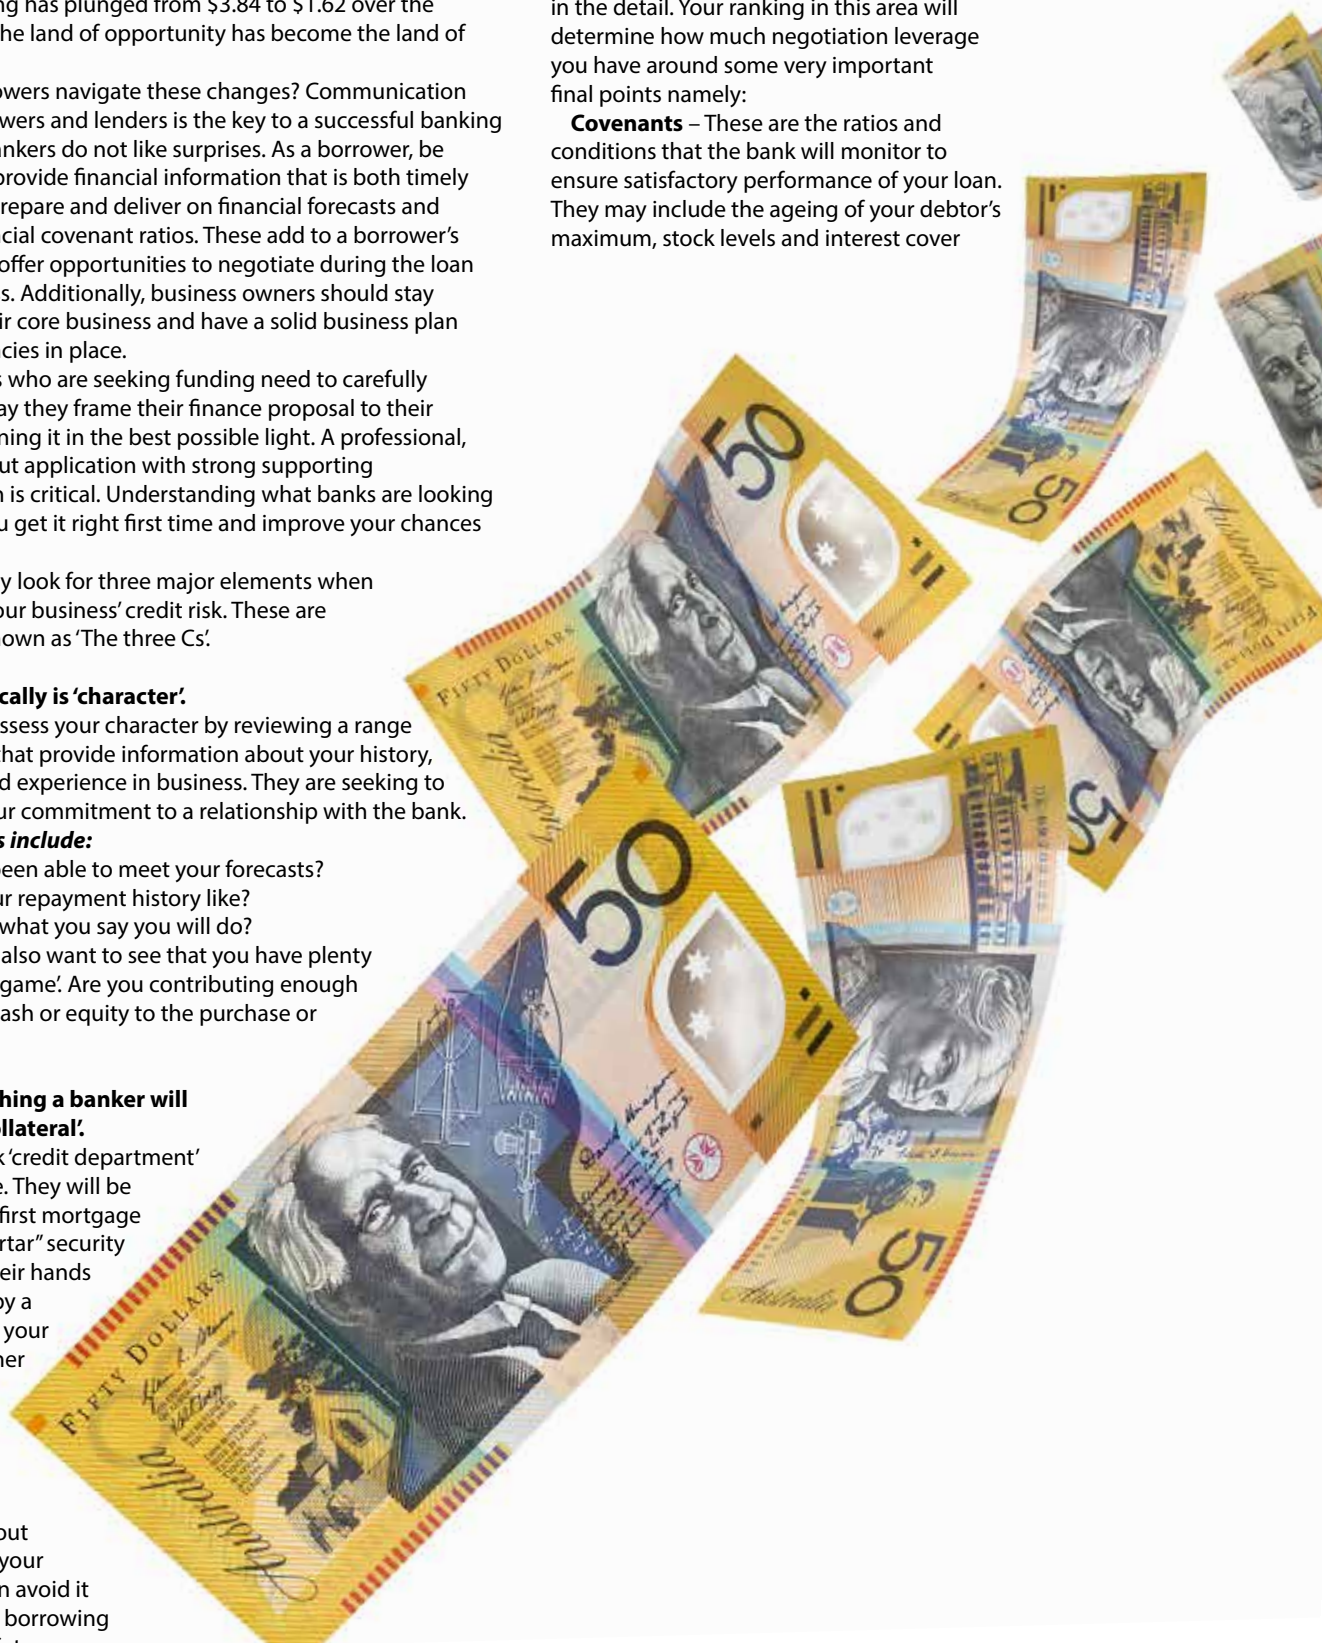 ng has plunged from $3.84 to $1.62 over the
he land of opportunity has become the land of
owers navigate these changes? Communication
wers and lenders is the key to a successful banking
ankers do not like surprises. As a borrower, be
provide financial information that is both timely
repare and deliver on financial forecasts and
ncial covenant ratios. These add to a borrower’s
offer opportunities to negotiate during the loan
s. Additionally, business owners should stay
ir core business and have a solid business plan
cies in place.
s who are seeking funding need to carefully
ay they frame their finance proposal to their
ning it in the best possible light. A professional,
ut application with strong supporting
n is critical. Understanding what banks are looking
u get it right first time and improve your chances
y look for three major elements when
our business’ credit risk. These are
nown as ‘The three Cs’.
cally is ‘character’.
ssess your character by reviewing a range
that provide information about your history,
d experience in business. They are seeking to
ur commitment to a relationship with the bank.
s include:
een able to meet your forecasts?
ur repayment history like?
what you say you will do?
also want to see that you have plenty
game’. Are you contributing enough
ash or equity to the purchase or
hing a banker will
llateral’.
k ‘credit department’
e. They will be
first mortgage
rtar” security
eir hands
by a
your
ner
out
your
n avoid it
borrowing
in the detail. Your ranking in this area will
determine how much negotiation leverage
you have around some very important
final points namely:
Covenants – These are the ratios and
conditions that the bank will monitor to
ensure satisfactory performance of your loan.
They may include the ageing of your debtor’s
maximum, stock levels and interest cover
50
Australia
50
FIFTY DOLLARS
Australia
Australia
FIFTY DOLLARS
50
50
David Unaipon
FIFTY DOLLARS
Australia
50
Australia